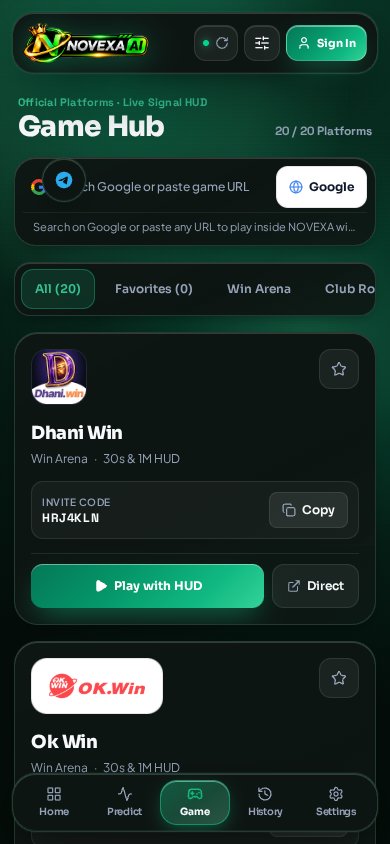 NOVEXA AI
Sign In
Official Platforms · Live Signal HUD
Game Hub
20 / 20 Platforms
ch Google or paste game URL
Google
Search on Google or paste any URL to play inside NOVEXA wi...
All (20)
Favorites (0)
Win Arena
Club Ro
Dhani.win
Dhani Win
Win Arena · 30s & 1M HUD
INVITE CODE
HRJ4KLN
Copy
Play with HUD
Direct
OK WIN
OK.Win
Ok Win
Win Arena · 30s & 1M HUD
Home
Predict
Game
History
Settings